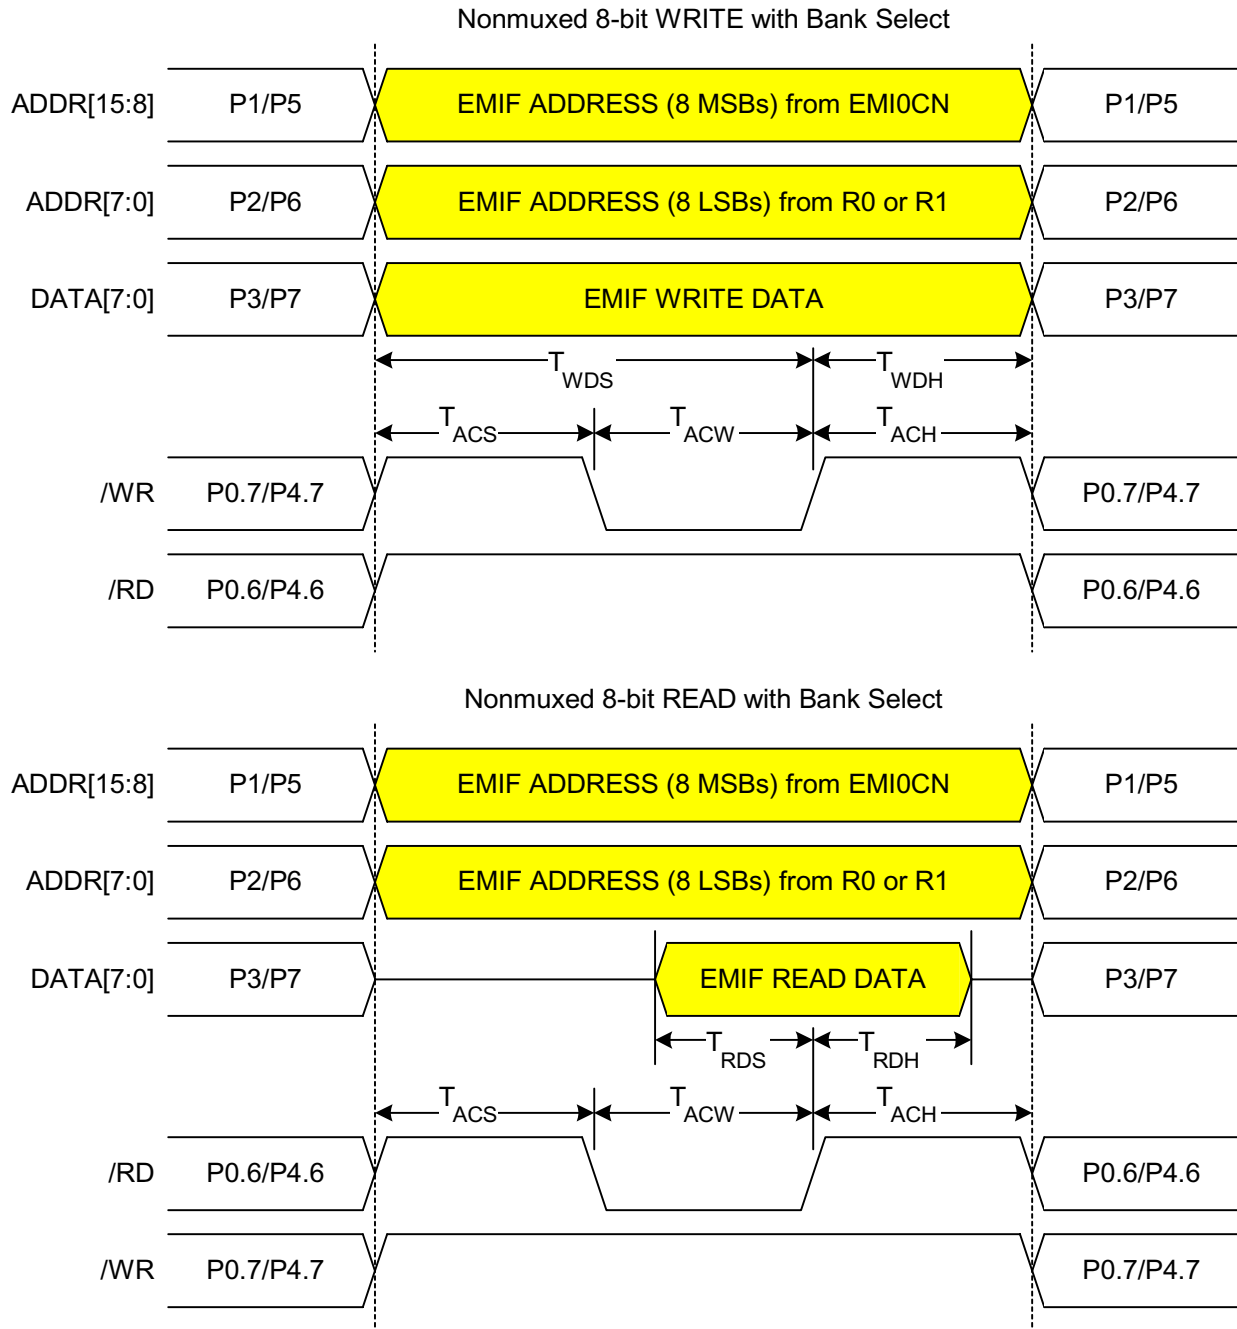 Nonmuxed 8-bit WRITE with Bank Select
ADDR[15:8] P1/P5 EMIF ADDRESS (8 MSBs) from EMI0CN P1/P5
ADDR[7:0] P2/P6 EMIF ADDRESS (8 LSBs) from R0 or R1 P2/P6
DATA[7:0] P3/P7 EMIF WRITE DATA P3/P7
TWDS TWDH
TACS TACW TACH
/WR P0.7/P4.7 P0.7/P4.7
/RD P0.6/P4.6 P0.6/P4.6
Nonmuxed 8-bit READ with Bank Select
ADDR[15:8] P1/P5 EMIF ADDRESS (8 MSBs) from EMI0CN P1/P5
ADDR[7:0] P2/P6 EMIF ADDRESS (8 LSBs) from R0 or R1 P2/P6
DATA[7:0] P3/P7 EMIF READ DATA P3/P7
TRDS TRDH
TACS TACW TACH
/RD P0.6/P4.6 P0.6/P4.6
/WR P0.7/P4.7 P0.7/P4.7